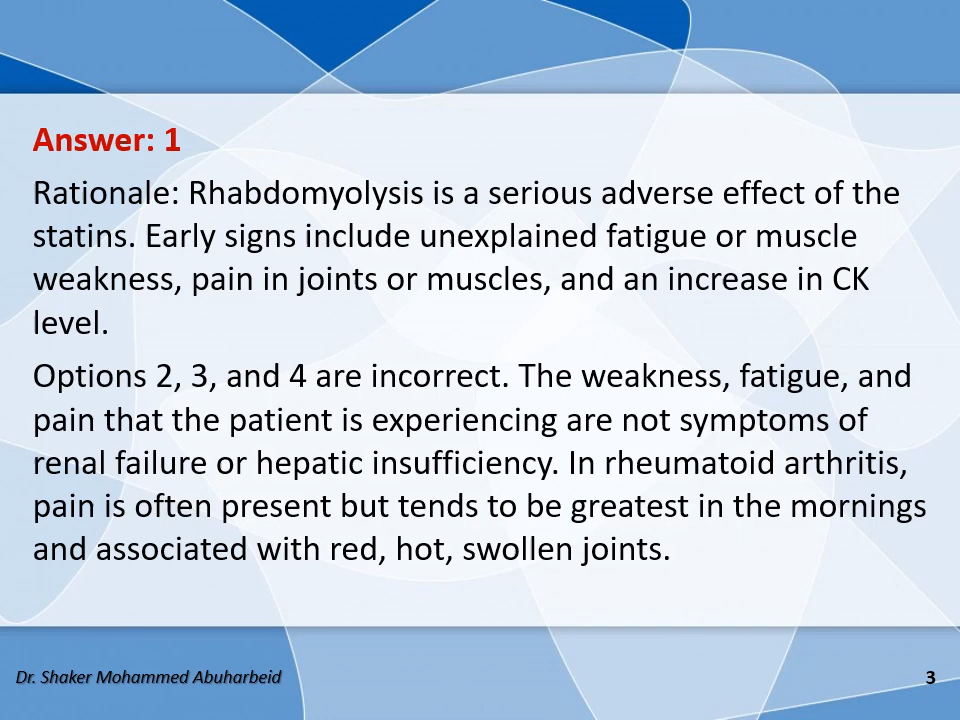 Answer: 1
Rationale: Rhabdomyolysis is a serious adverse effect of the
statins. Early signs include unexplained fatigue or muscle
weakness, pain in joints or muscles, and an increase in CK
level.
Options 2, 3, and 4 are incorrect. The weakness, fatigue, and
pain that the patient is experiencing are not symptoms of
renal failure or hepatic insufficiency. In rheumatoid arthritis,
pain is often present but tends to be greatest in the mornings
and associated with red, hot, swollen joints.
Dr. Shaker Mohammed Abuharbeid
3